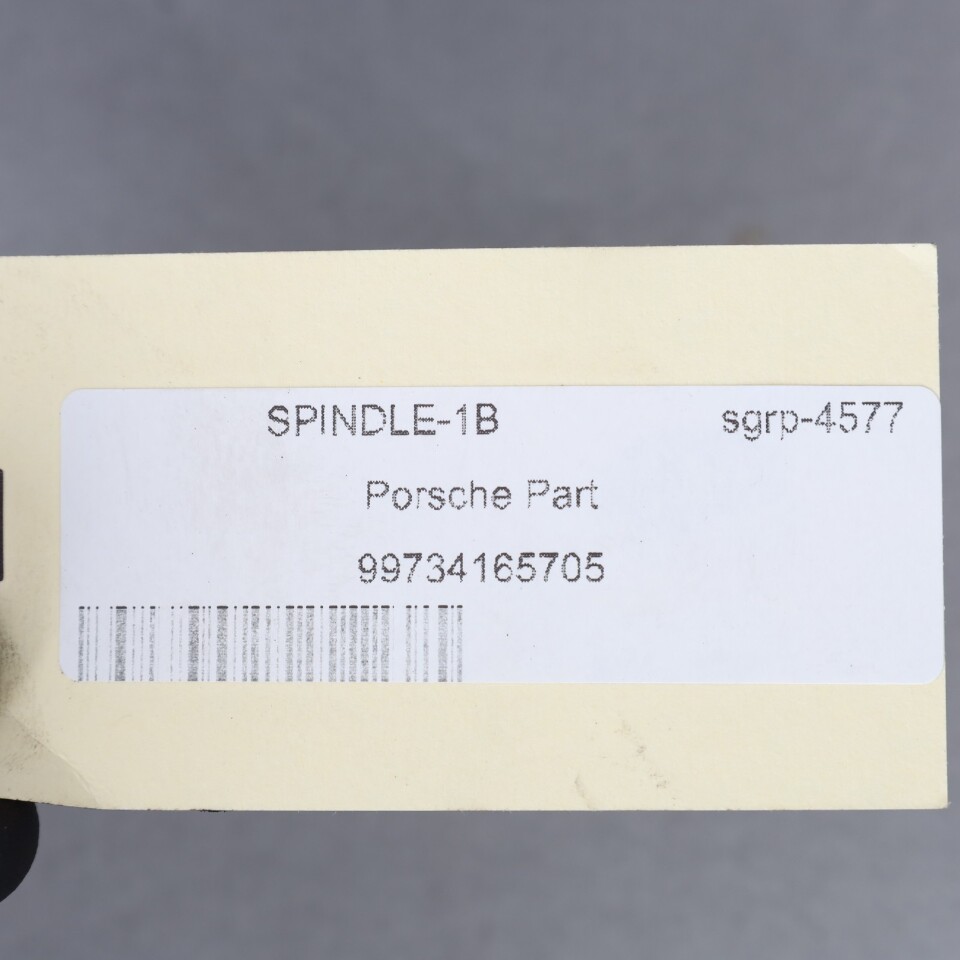 SPINDLE-1B sgrp-4577
Porsche Part
99734165705